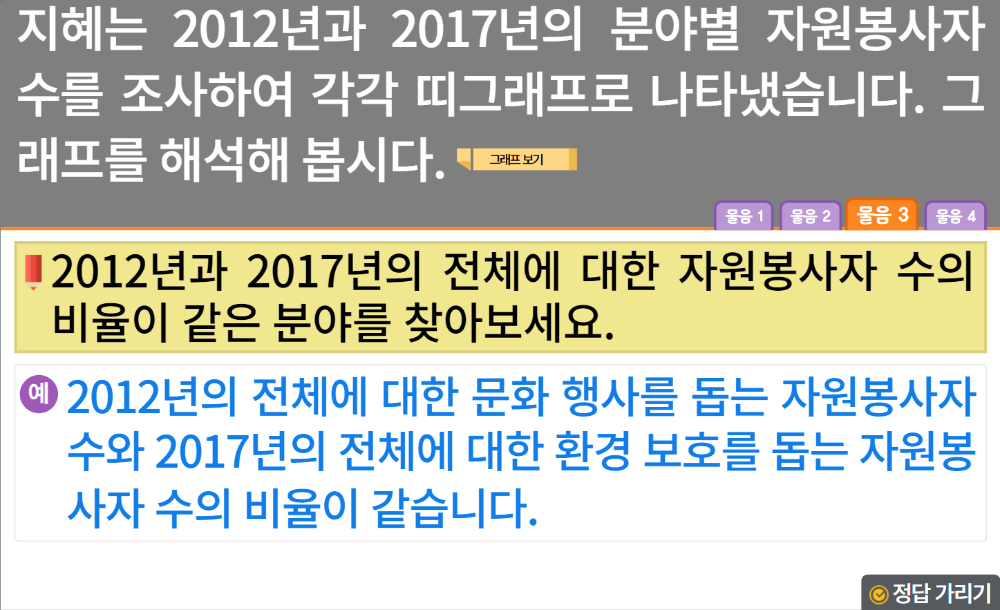 지혜는 2012년과 2017년의 분야별 자원봉사자
수를 조사하여 각각 띠그래프로 나타냈습니다. 그
래프를 해석해 봅시다. 그래프 보기
물음 1 물음 2 물음 3 물음 4
2012년과 2017년의 전체에 대한 자원봉사자 수의
비율이 같은 분야를 찾아보세요.
예 2012년의 전체에 대한 문화 행사를 돕는 자원봉사자
수와 2017년의 전체에 대한 환경 보호를 돕는 자원봉
사자 수의 비율이 같습니다.
정답 가리기